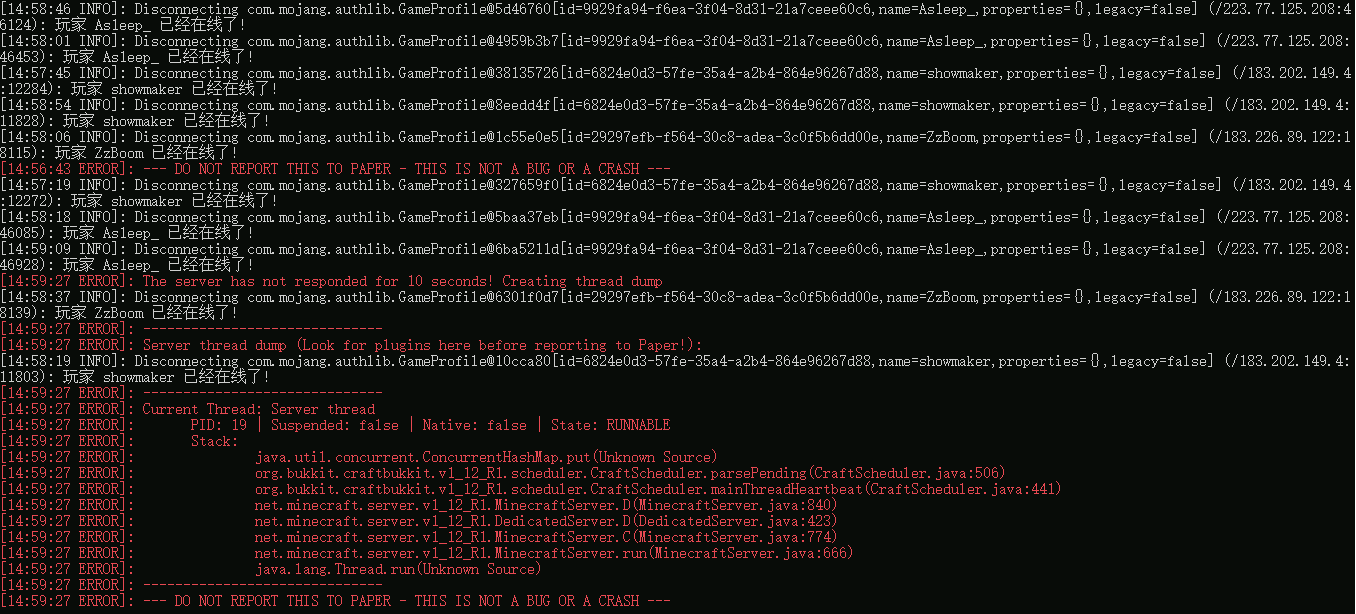 [14:58:46 INFO]: Disconnecting com.mojang.authlib.GameProfile@5d46760[id=9929fa94-f6ea-3f04-8d31-21a7ceee60c6,name=Asleep_,properties={},legacy=false] (/223.77.125.208:4
6124): 玩家 Asleep_ 已经在线了!
[14:58:01 INFO]: Disconnecting com.mojang.authlib.GameProfile@4959b3b7[id=9929fa94-f6ea-3f04-8d31-21a7ceee60c6,name=Asleep_,properties={},legacy=false] (/223.77.125.208:
46453): 玩家 Asleep_ 已经在线了!
[14:57:45 INFO]: Disconnecting com.mojang.authlib.GameProfile@38135726[id=6824e0d3-57fe-35a4-a2b4-864e96267d88,name=showmaker,properties={},legacy=false] (/183.202.149.4
:12284): 玩家 showmaker 已经在线了!
[14:58:54 INFO]: Disconnecting com.mojang.authlib.GameProfile@8eedd4f[id=6824e0d3-57fe-35a4-a2b4-864e96267d88,name=showmaker,properties={},legacy=false] (/183.202.149.4:
11828): 玩家 showmaker 已经在线了!
[14:58:06 INFO]: Disconnecting com.mojang.authlib.GameProfile@1c55e0e5[id=29297efb-f564-30c8-adea-3c0f5b6dd00e,name=ZzBoom,properties={},legacy=false] (/183.226.89.122:1
8115): 玩家 ZzBoom 已经在线了!
[14:56:43 ERROR]: --- DO NOT REPORT THIS TO PAPER - THIS IS NOT A BUG OR A CRASH ---
[14:57:19 INFO]: Disconnecting com.mojang.authlib.GameProfile@327659f0[id=6824e0d3-57fe-35a4-a2b4-864e96267d88,name=showmaker,properties={},legacy=false] (/183.202.149.4
:12272): 玩家 showmaker 已经在线了!
[14:58:18 INFO]: Disconnecting com.mojang.authlib.GameProfile@5baa37eb[id=9929fa94-f6ea-3f04-8d31-21a7ceee60c6,name=Asleep_,properties={},legacy=false] (/223.77.125.208:
46085): 玩家 Asleep_ 已经在线了!
[14:59:09 INFO]: Disconnecting com.mojang.authlib.GameProfile@6ba5211d[id=9929fa94-f6ea-3f04-8d31-21a7ceee60c6,name=Asleep_,properties={},legacy=false] (/223.77.125.208:
46928): 玩家 Asleep_ 已经在线了!
[14:59:27 ERROR]: The server has not responded for 10 seconds! Creating thread dump
[14:58:37 INFO]: Disconnecting com.mojang.authlib.GameProfile@6301f0d7[id=29297efb-f564-30c8-adea-3c0f5b6dd00e,name=ZzBoom,properties={},legacy=false] (/183.226.89.122:1
8139): 玩家 ZzBoom 已经在线了!
[14:59:27 ERROR]: ------------------------------
[14:59:27 ERROR]: Server thread dump (Look for plugins here before reporting to Paper!):
[14:58:19 INFO]: Disconnecting com.mojang.authlib.GameProfile@10cca80[id=6824e0d3-57fe-35a4-a2b4-864e96267d88,name=showmaker,properties={},legacy=false] (/183.202.149.4:
11803): 玩家 showmaker 已经在线了!
[14:59:27 ERROR]: ------------------------------
[14:59:27 ERROR]: Current Thread: Server thread
[14:59:27 ERROR]: PID: 19 | Suspended: false | Native: false | State: RUNNABLE
[14:59:27 ERROR]: Stack:
[14:59:27 ERROR]: java.util.concurrent.ConcurrentHashMap.put(Unknown Source)
[14:59:27 ERROR]: org.bukkit.craftbukkit.v1_12_R1.scheduler.CraftScheduler.parsePending(CraftScheduler.java:506)
[14:59:27 ERROR]: org.bukkit.craftbukkit.v1_12_R1.scheduler.CraftScheduler.mainThreadHeartbeat(CraftScheduler.java:441)
[14:59:27 ERROR]: net.minecraft.server.v1_12_R1.MinecraftServer.D(MinecraftServer.java:840)
[14:59:27 ERROR]: net.minecraft.server.v1_12_R1.DedicatedServer.D(DedicatedServer.java:423)
[14:59:27 ERROR]: net.minecraft.server.v1_12_R1.MinecraftServer.C(MinecraftServer.java:774)
[14:59:27 ERROR]: net.minecraft.server.v1_12_R1.MinecraftServer.run(MinecraftServer.java:666)
[14:59:27 ERROR]: java.lang.Thread.run(Unknown Source)
[14:59:27 ERROR]: ------------------------------
[14:59:27 ERROR]: --- DO NOT REPORT THIS TO PAPER - THIS IS NOT A BUG OR A CRASH ---